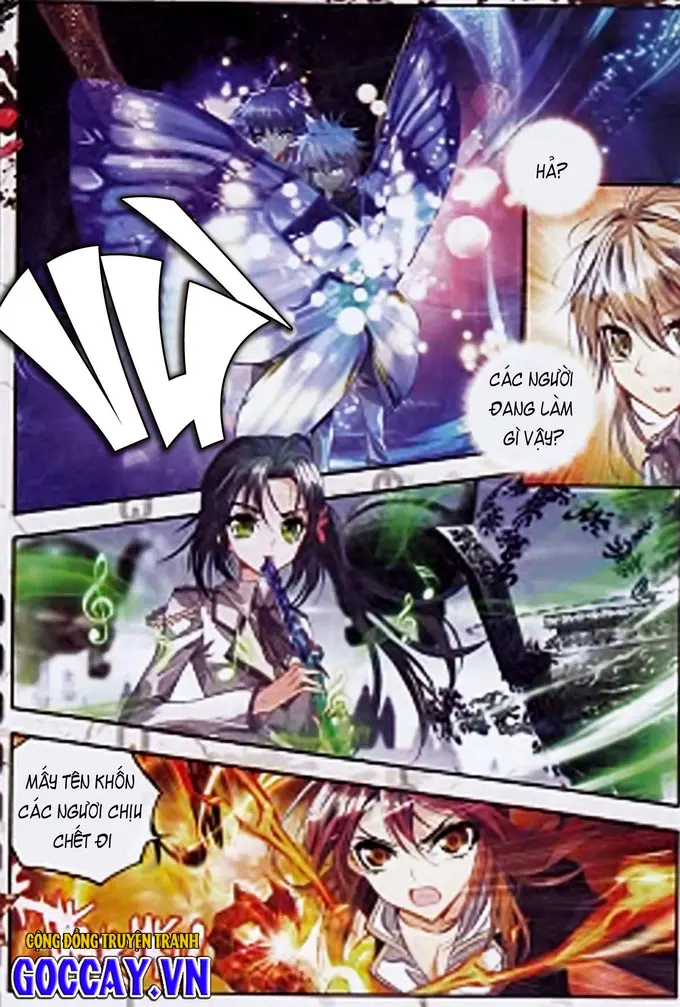 HẢ?
VÙ
CÁC NGƯỜI
ĐANG LÀM
GÌ VẬY?
MẤY TÊN KHỐN
CÁC NGƯƠI CHỊU
CHẾT ĐI
CỘNG ĐỒNG TRUYỆN TRANH
GOCCAY.VN